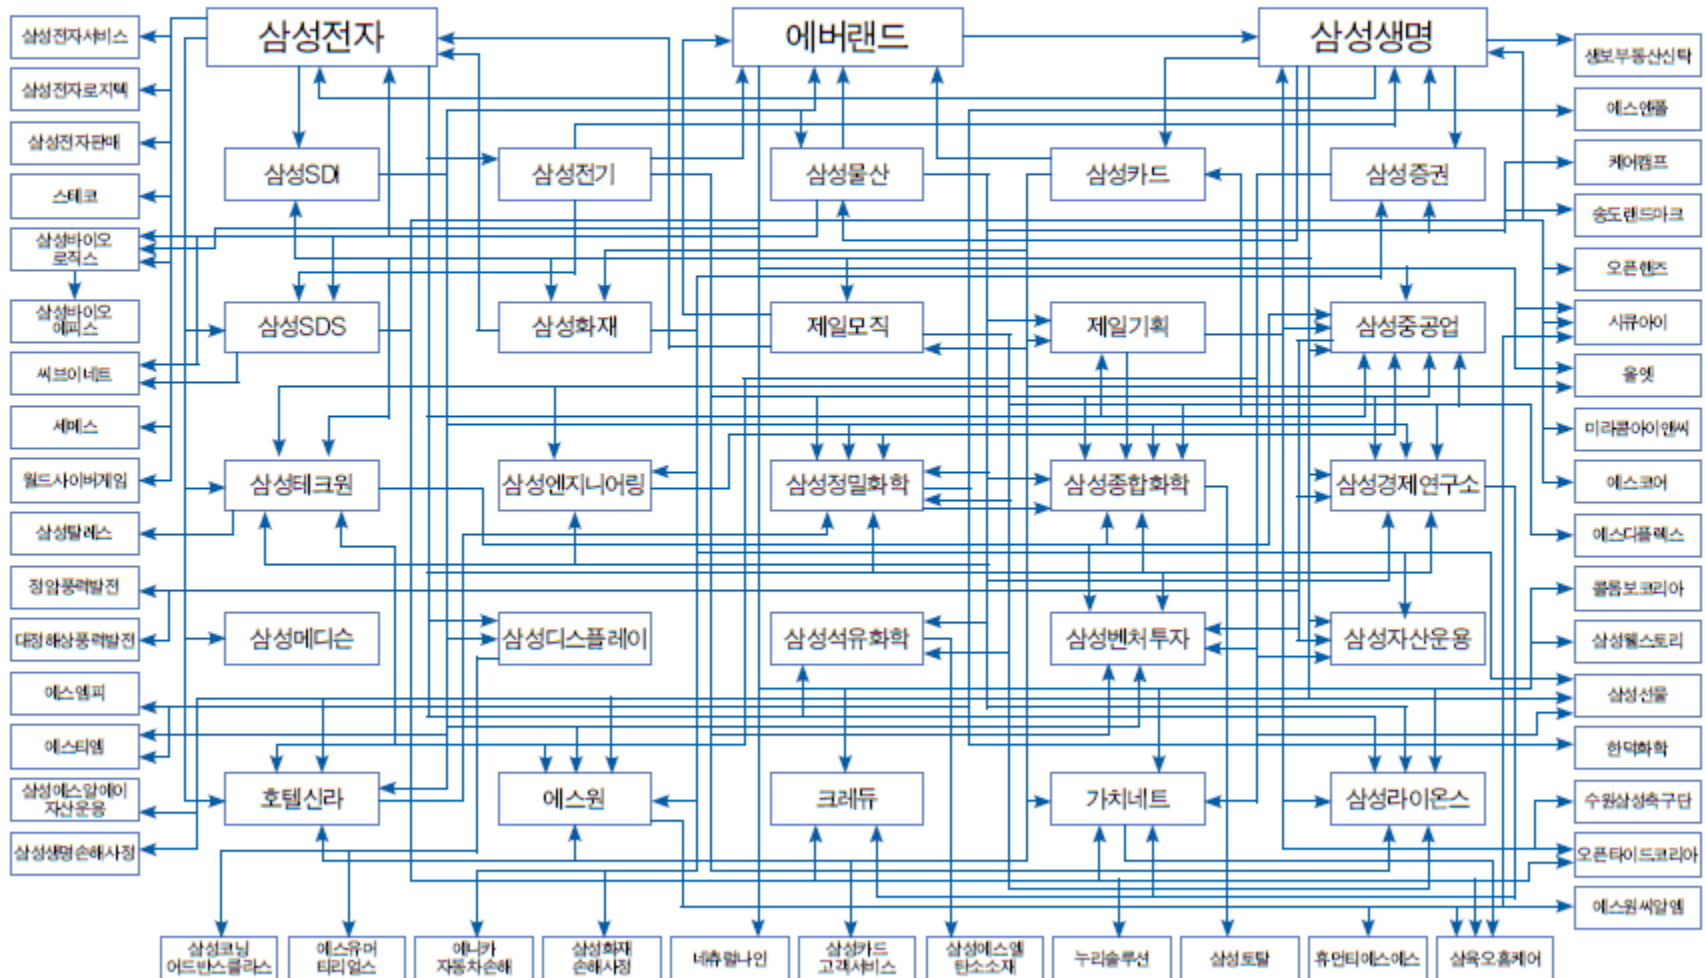 삼성전자
에버랜드
삼성생명
삼성전자서비스
삼성전자로지텍
삼성전자판매
스테코
삼성바이오
로직스
삼성바이오
에피스
씨브이네트
세메스
월드사이버게임
삼성탈레스
정암풍력발전
대정해상풍력발전
에스엠피
에스티엠
삼성에스알에이
자산운용
삼성생명손해사정
삼성SDI
삼성전기
삼성물산
삼성카드
삼성증권
삼성SDS
삼성화재
제일모직
제일기획
삼성중공업
삼성테크원
삼성엔지니어링
삼성정밀화학
삼성종합화학
삼성경제연구소
삼성메디슨
삼성디스플레이
삼성석유화학
삼성벤처투자
삼성자산운용
호텔신라
에스원
크레듀
가치네트
삼성라이온스
생보부동산신탁
에스엔폴
케어캠프
송도랜드마크
오픈핸즈
시큐아이
올앳
미라콤아이앤씨
에스코어
에스디플렉스
콜롬보코리아
삼성웰스토리
삼성선물
한덕화학
수원삼성축구단
오픈타이드코리아
에스원씨알엠
삼성코닝
어드반스글라스
에스유머
티리얼스
애니카
자동차손해
삼성화재
손해사정
네츄럴나인
삼성카드
고객서비스
삼성에스엘
탄소소재
누리솔루션
삼성토탈
휴먼티에스에스
삼육오홈케어